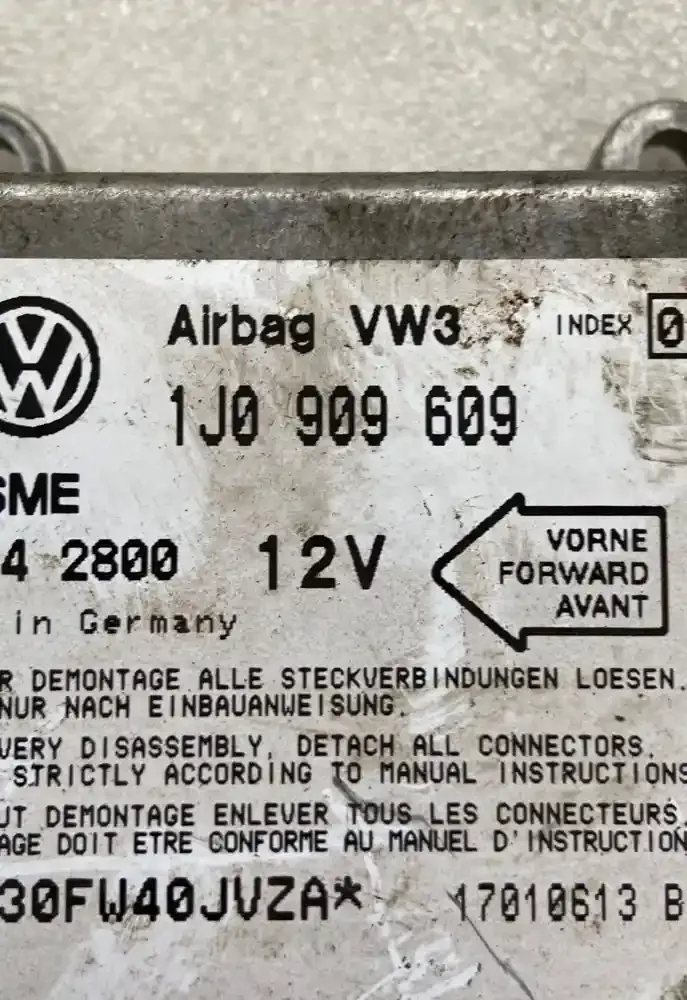 Airbag VW3 INDEX 0
1J0 909 609
SME
4 2800 12V
VORNE
FORWARD
AVANT
in Germany
R DEMONTAGE ALLE STECKVERBINDUNGEN LOESEN.
NUR NACH EINBAUANWEISUNG.
VERY DISASSEMBLY, DETACH ALL CONNECTORS.
STRICTLY ACCORDING TO MANUAL INSTRUCTIONS
UT DEMONTAGE ENLEVER TOUS LES CONNECTEURS.
AGE DOIT ETRE CONFORME AU MANUEL D'INSTRUCTION
30FW40JVZA* 17010613 B